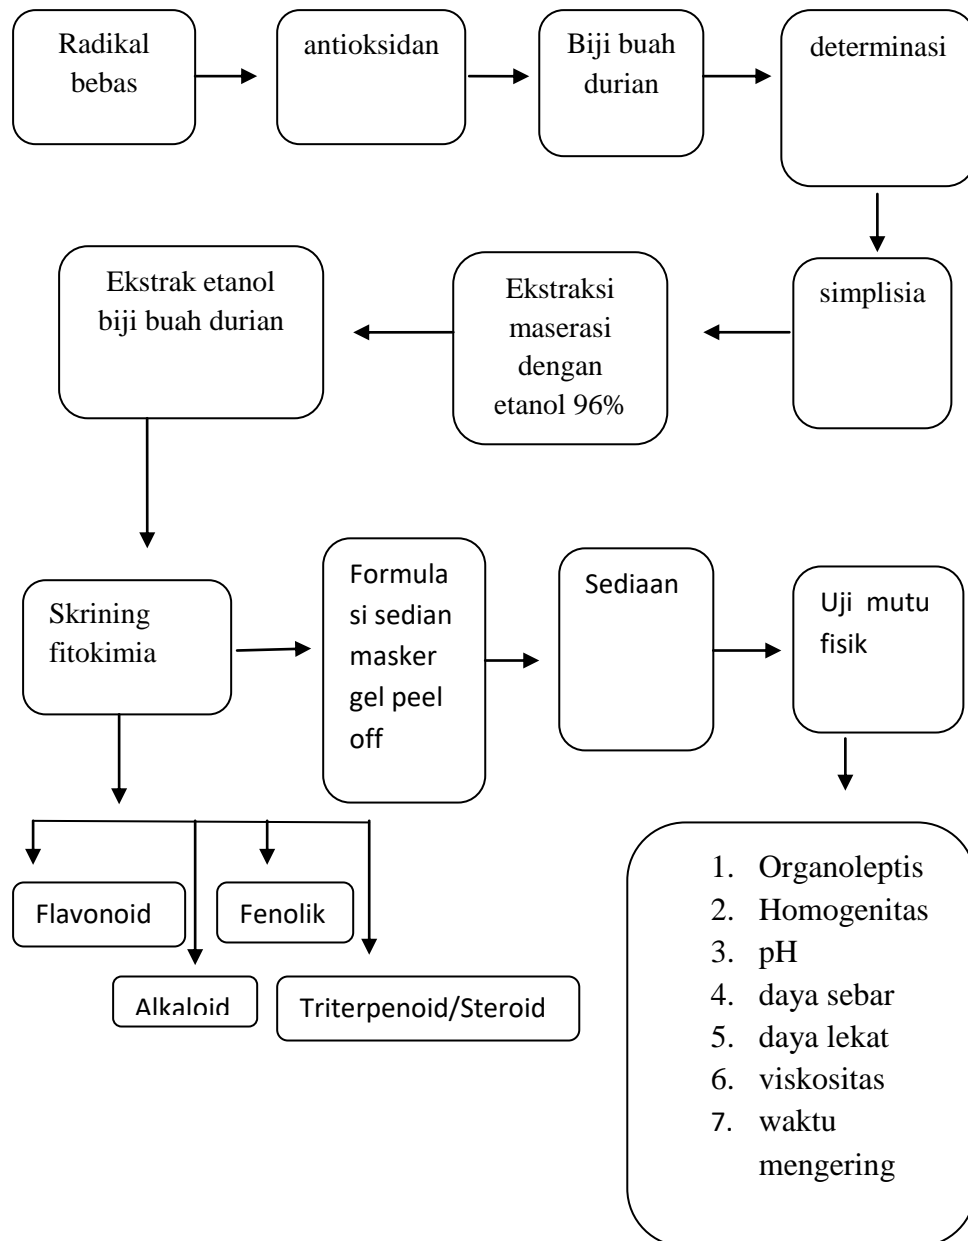 Radikal
bebas
antioksidan
Biji buah
durian
determinasi
simplisia
Ekstraksi
maserasi
dengan
etanol 96%
Ekstrak etanol
biji buah durian
Skrining
fitokimia
Formula
si sedian
masker
gel peel
off
Sediaan
Uji mutu
fisik
Flavonoid
Fenolik
Alkaloid
Triterpenoid/Steroid
1. Organoleptis
2. Homogenitas
3. pH
4. daya sebar
5. daya lekat
6. viskositas
7. waktu
mengering